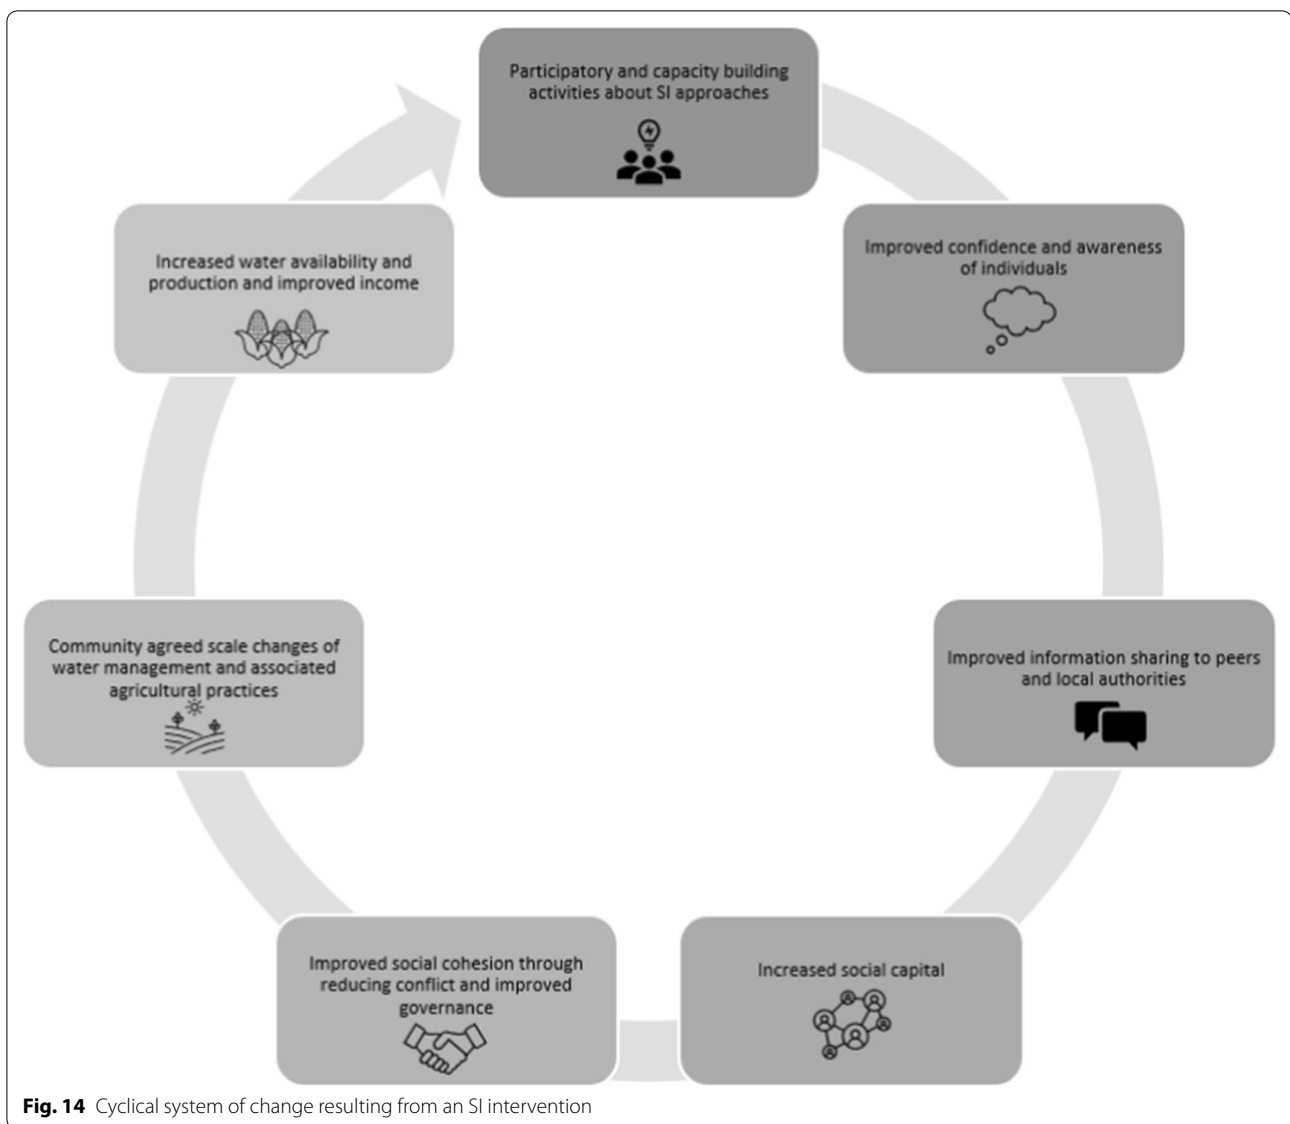 Participatory and capacity building
activities about SI approaches
Improved confidence and awareness
of individuals
Improved information sharing to peers
and local authorities
Increased social capital
Improved social cohesion through
reducing conflict and improved
governance
Community agreed scale changes of
water management and associated
agricultural practices
Increased water availability and
production and improved income
Fig. 14 Cyclical system of change resulting from an SI intervention